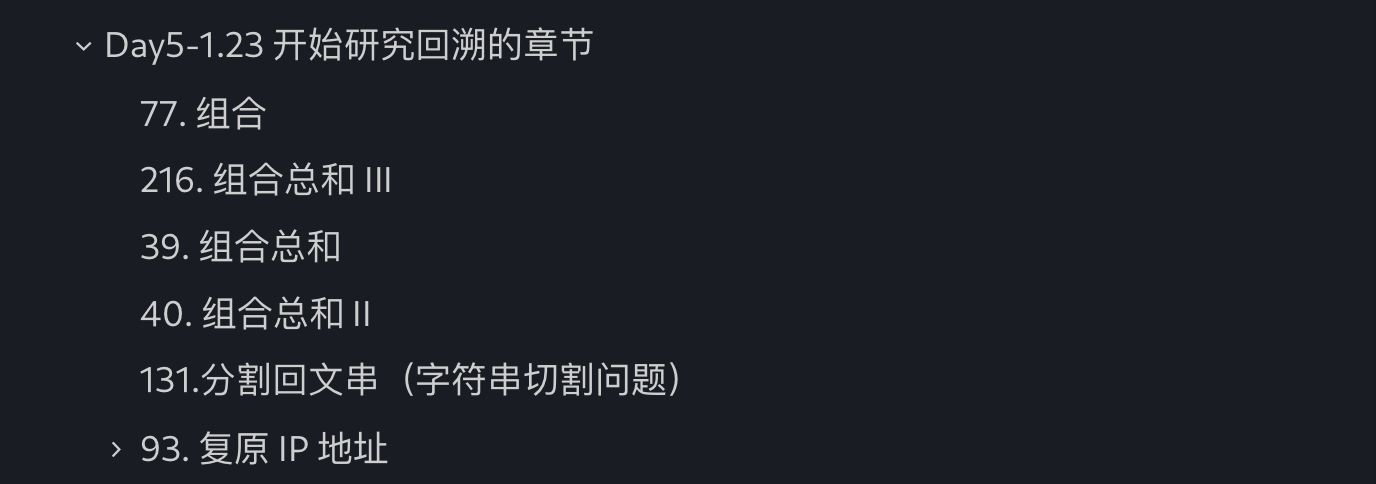 Day5-1.23 开始研究回溯的章节
77. 组合
216. 组合总和 III
39. 组合总和
40. 组合总和 II
131.分割回文串（字符串切割问题）
93. 复原 IP 地址